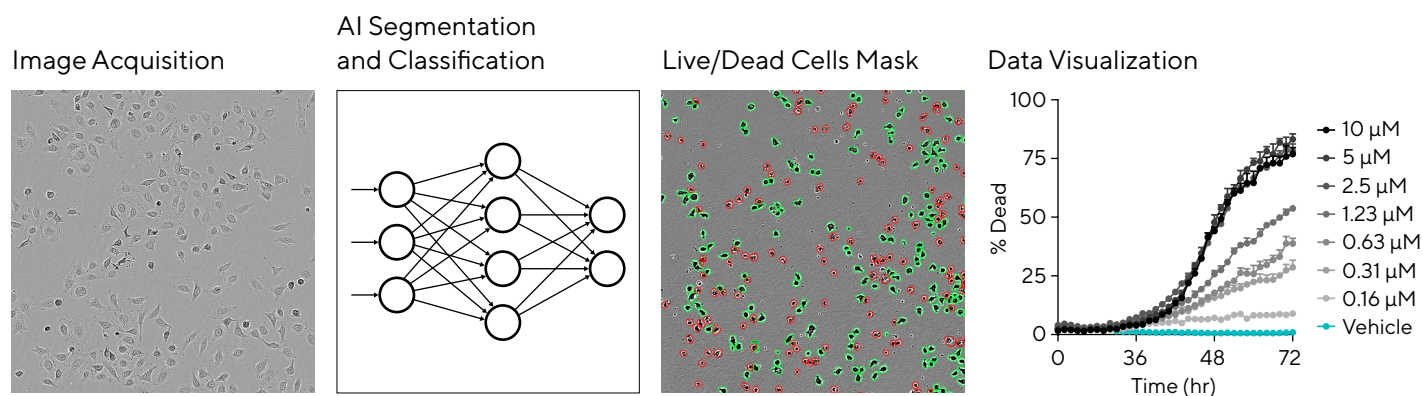 Image Acquisition
AI Segmentation
and Classification
Live/Dead Cells Mask
Data Visualization
100
75
50
25
0
% Dead
0
36
48
72
Time (hr)
10 µM
5 µM
2.5 µM
1.23 µM
0.63 µM
0.31 µM
0.16 µM
Vehicle